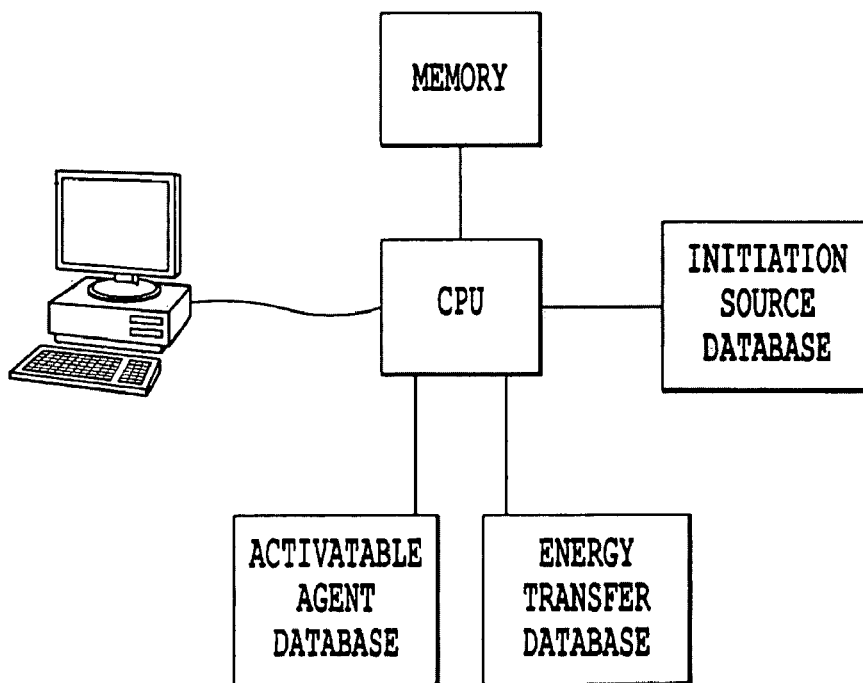 MEMORY
CPU
INITIATION
SOURCE
DATABASE
ACTIVATABLE
AGENT
DATABASE
ENERGY
TRANSFER
DATABASE